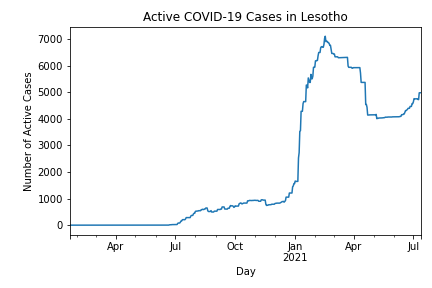 Active COVID-19 Cases in Lesotho
Number of Active Cases
7000
6000
5000
4000
3000
2000
1000
0
Apr
Jul
Oct
Jan
2021
Apr
Jul
Day